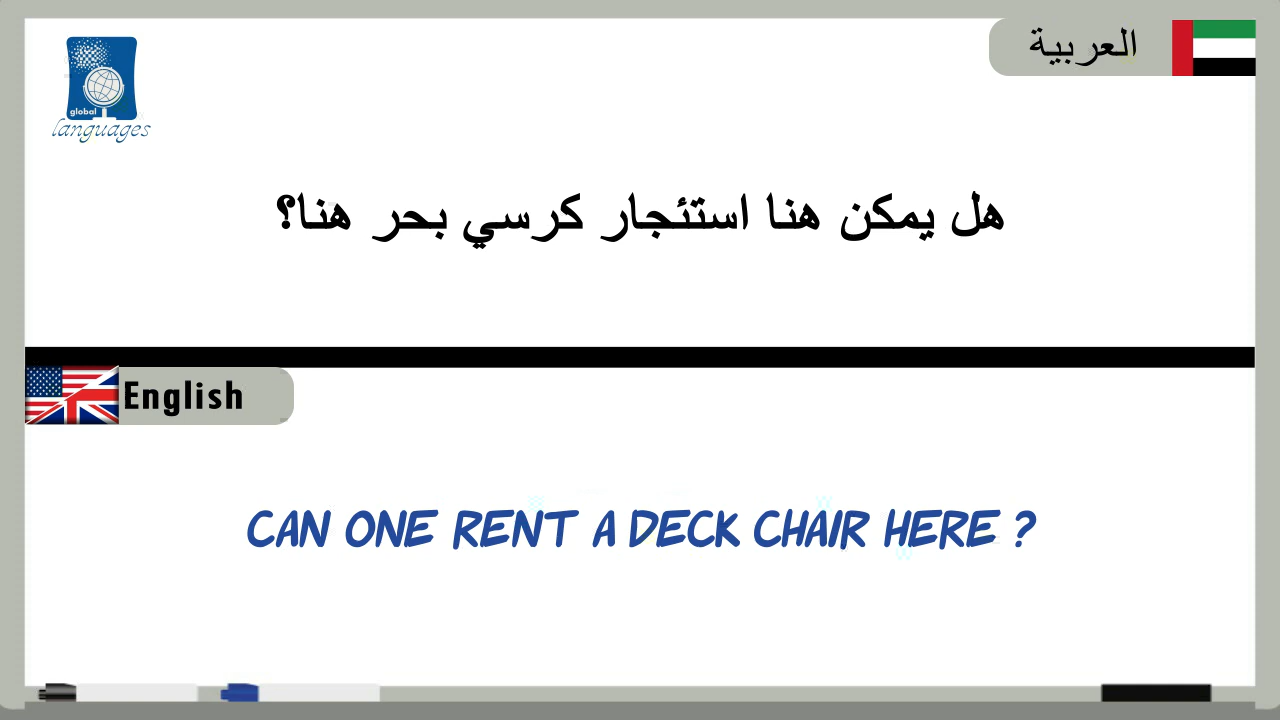 global
languages
العربية
هل يمكن هنا استئجار كرسي بحر هنا؟
English
CAN ONE RENT A DECK CHAIR HERE ?